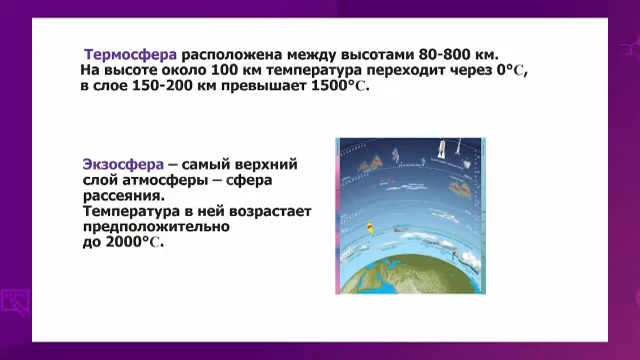 Термосфера расположена между высотами 80-800 км.
На высоте около 100 км температура переходит через 0°С,
в слое 150-200 км превышает 1500°С.
Экзосфера – самый верхний
слой атмосферы – сфера
рассеяния.
Температура в ней возрастает
предположительно
до 2000°С.